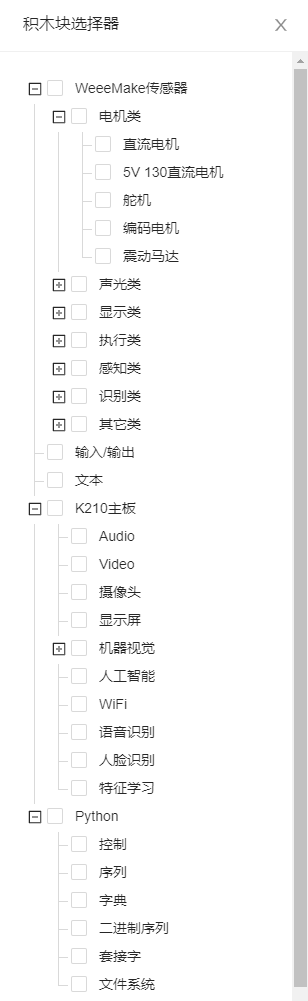 积木块选择器
WeeeMake传感器
电机类
直流电机
5V 130直流电机
舵机
编码电机
震动马达
声光类
显示类
执行类
感知类
识别类
其它类
输入/输出
文本
K210主板
Audio
Video
摄像头
显示屏
机器视觉
人工智能
WiFi
语音识别
人脸识别
特征学习
Python
控制
序列
字典
二进制序列
套接字
文件系统